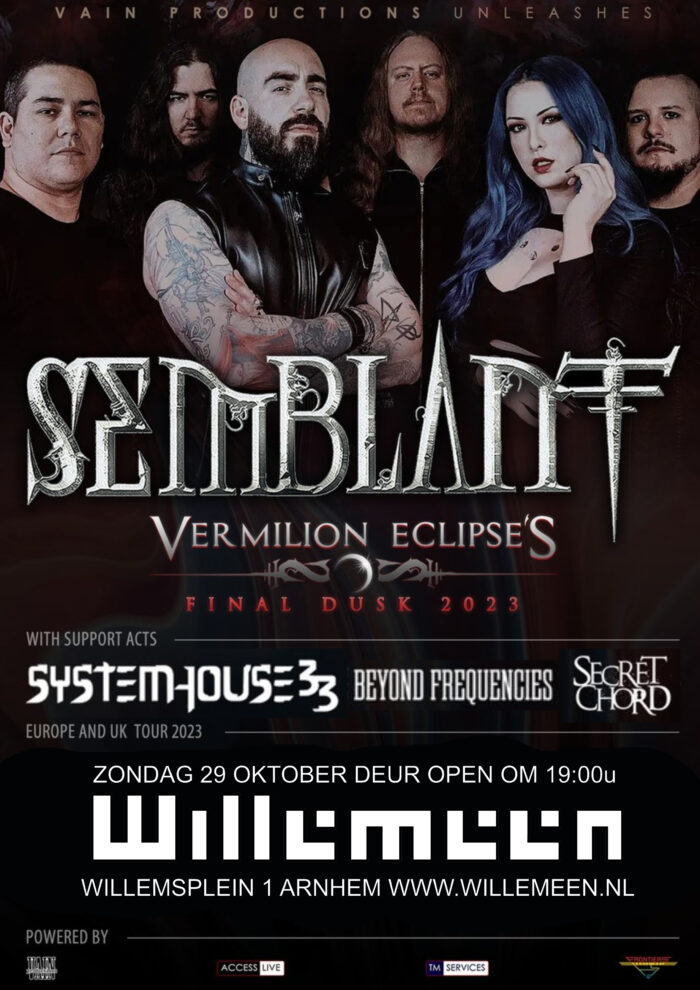 VAIN PRODUCTIONS UNLEASHES
SEMBLANT
VERMILION ECLIPSE'S
FINAL DUSK 2023
WITH SUPPORT ACTS
SYSTEMHOUSE33 BEYOND FREQUENCIES SECRET CHORD
EUROPE AND UK TOUR 2023
ZONDAG 29 OKTOBER DEUR OPEN OM 19:00u
Willemeen
WILLEMSPLEIN 1 ARNHEM WWW.WILLEMEEN.NL
POWERED BY
VAIN ACCESS LIVE TM SERVICES FRONTIERS